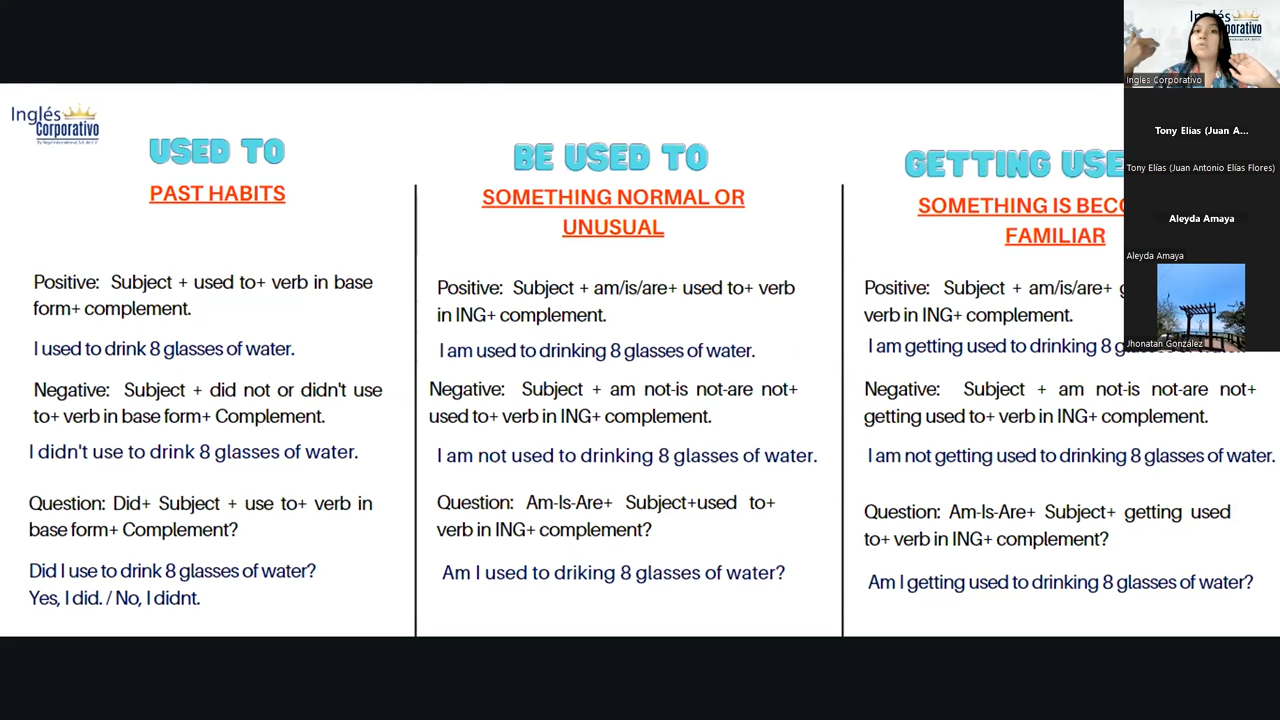 Inglés
Corporativo
USED TO
PAST HABITS
Positive: Subject + used to+ verb in base
form+ complement.
I used to drink 8 glasses of water.
Negative: Subject + did not or didn't use
to+ verb in base form+ Complement.
I didn't use to drink 8 glasses of water.
Question: Did+ Subject + use to+ verb in
base form+ Complement?
Did I use to drink 8 glasses of water?
Yes, I did. / No, I didnt.
BE USED TO
SOMETHING NORMAL OR
UNUSUAL
Positive: Subject + am/is/are+ used to+ verb
in ING+ complement.
I am used to drinking 8 glasses of water.
Negative: Subject + am not-is not-are not+
used to+ verb in ING+ complement.
I am not used to drinking 8 glasses of water.
Question: Am-Is-Are+ Subject+used to+
verb in ING+ complement?
Am I used to driking 8 glasses of water?
GETTING USE
SOMETHING IS BECO
FAMILIAR
Positive: Subject + am/is/are+
verb in ING+ complement.
I am getting used to drinking 8
Negative: Subject + am not-is not-are not+
getting used to+ verb in ING+ complement.
I am not getting used to drinking 8 glasses of water.
Question: Am-Is-Are+ Subject+ getting used
to+ verb in ING+ complement?
Am I getting used to drinking 8 glasses of water?
Inglés
Inglés Corporativo
Tony Elías (Juan A...
Tony Elías (Juan Antonio Elías Flores)
Aleyda Amaya
Aleyda Amaya
Jhonatan González